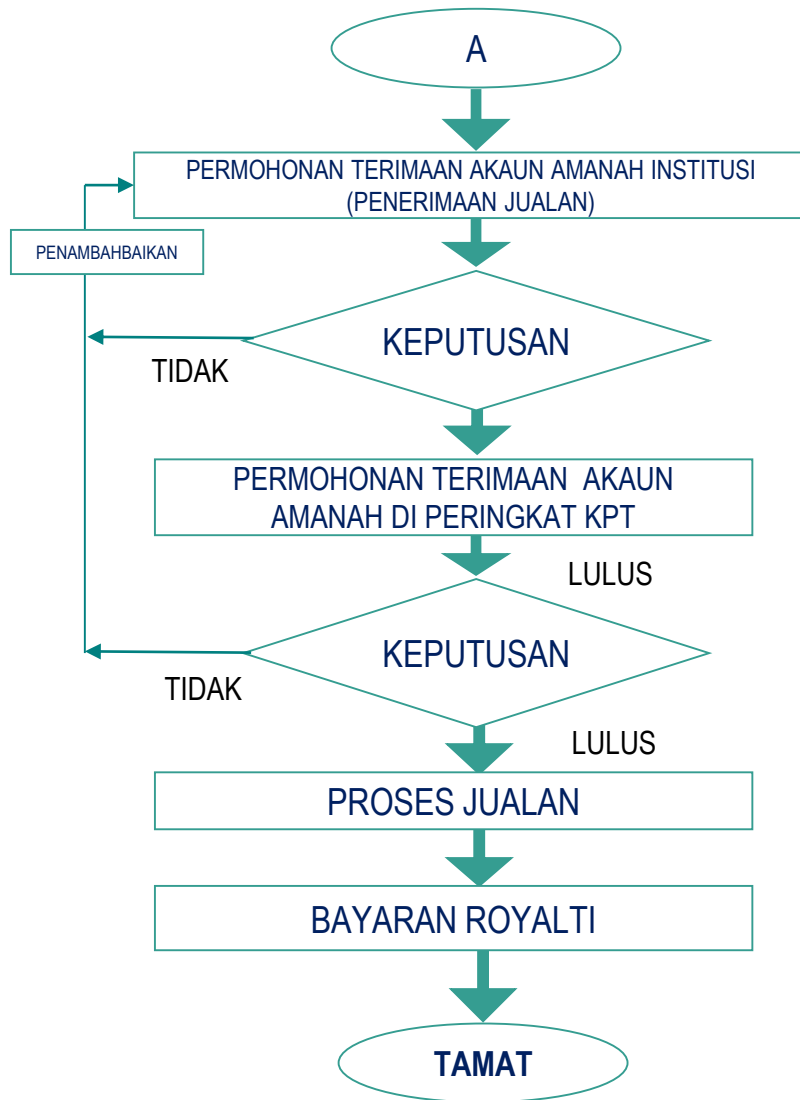 A
PERMOHONAN TERIMAAN AKAUN AMANAH INSTITUSI
(PENERIMAAN JUALAN)
PENAMBAHBAIKAN
KEPUTUSAN
TIDAK
PERMOHONAN TERIMAAN AKAUN
AMANAH DI PERINGKAT KPT
LULUS
KEPUTUSAN
TIDAK
LULUS
PROSES JUALAN
BAYARAN ROYALTI
TAMAT